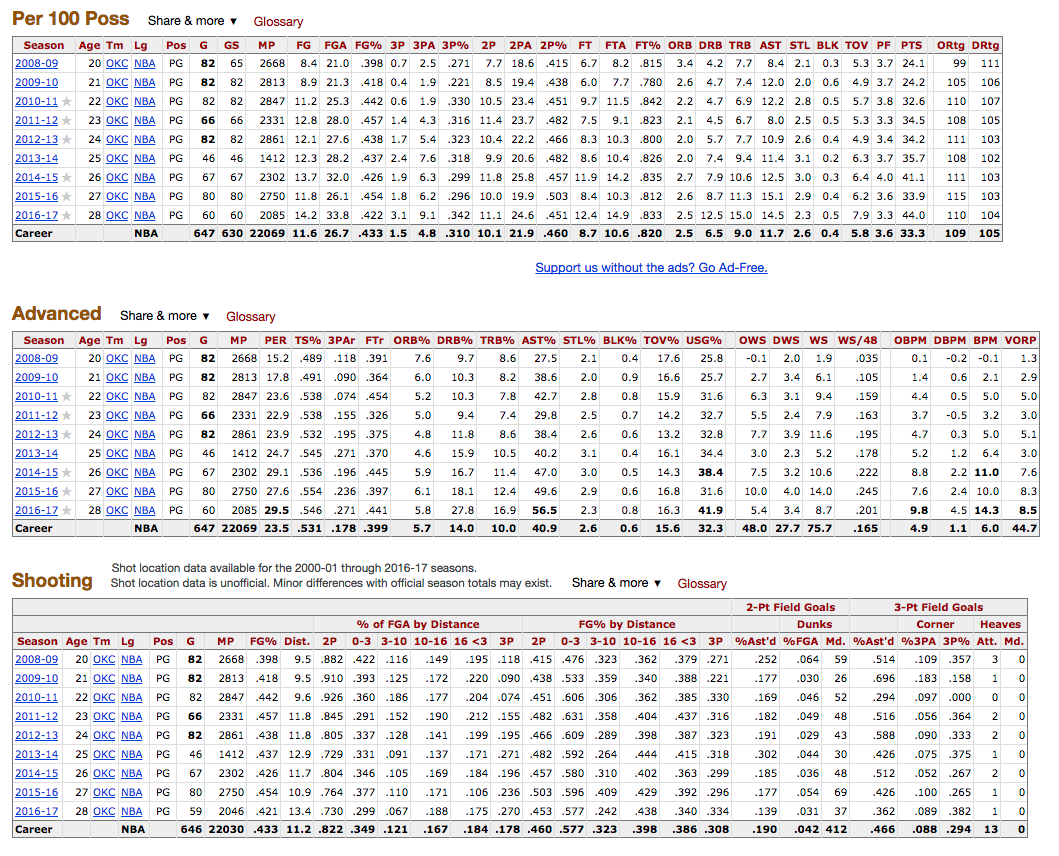 Per 100 Poss Share & more ▼ Glossary
Season Age Tm Lg Pos G GS MP FG FGA FG% 3P 3PA 3P% 2P 2PA 2P% FT FTA FT% ORB DRB TRB AST STL BLK TOV PF PTS ORtg DRtg
2008-09 20 OKC NBA PG 82 65 2668 8.4 21.0 .398 0.7 2.5 .271 7.7 18.6 .415 6.7 8.2 .815 3.4 4.2 7.7 8.4 2.1 0.3 5.3 3.7 24.1 99 111
2009-10 21 OKC NBA PG 82 82 2813 8.9 21.3 .418 0.4 1.9 .221 8.5 19.4 .438 6.0 7.7 .780 2.6 4.7 7.4 12.0 2.0 0.6 4.9 3.7 24.2 105 106
2010-11 ★ 22 OKC NBA PG 82 82 2847 11.2 25.3 .442 0.6 1.9 .330 10.5 23.4 .451 9.7 11.5 .842 2.2 4.7 6.9 12.2 2.8 0.5 5.7 3.8 32.6 110 107
2011-12 ★ 23 OKC NBA PG 66 66 2331 12.8 28.0 .457 1.4 4.3 .316 11.4 23.7 .482 7.5 9.1 .823 2.1 4.5 6.7 8.0 2.5 0.5 5.3 3.3 34.5 108 105
2012-13 ★ 24 OKC NBA PG 82 82 2861 12.1 27.6 .438 1.7 5.4 .323 10.4 22.2 .466 8.3 10.3 .800 2.0 5.7 7.7 10.9 2.6 0.4 4.9 3.4 34.2 111 103
2013-14 25 OKC NBA PG 46 46 1412 12.3 28.2 .437 2.4 7.6 .318 9.9 20.6 .482 8.6 10.4 .826 2.0 7.4 9.4 11.4 3.1 0.2 6.3 3.7 35.7 108 102
2014-15 ★ 26 OKC NBA PG 67 67 2302 13.7 32.0 .426 1.9 6.3 .299 11.8 25.8 .457 11.9 14.2 .835 2.7 7.9 10.6 12.5 3.0 0.3 6.4 4.0 41.1 111 103
2015-16 ★ 27 OKC NBA PG 80 80 2750 11.8 26.1 .454 1.8 6.2 .296 10.0 19.9 .503 8.4 10.3 .812 2.6 8.7 11.3 15.1 2.9 0.4 6.2 3.6 33.9 115 103
2016-17 ★ 28 OKC NBA PG 60 60 2085 14.2 33.8 .422 3.1 9.1 .342 11.1 24.6 .451 12.4 14.9 .833 2.5 12.5 15.0 14.5 2.3 0.5 7.9 3.3 44.0 110 104
Career NBA 647 630 22069 11.6 26.7 .433 1.5 4.8 .310 10.1 21.9 .460 8.7 10.6 .820 2.5 6.5 9.0 11.7 2.6 0.4 5.8 3.6 33.3 109 105
Support us without the ads? Go Ad-Free.
Advanced Share & more ▼ Glossary
Season Age Tm Lg Pos G MP PER TS% 3PAr FTr ORB% DRB% TRB% AST% STL% BLK% TOV% USG% OWS DWS WS WS/48 OBPM DBPM BPM VORP
2008-09 20 OKC NBA PG 82 2668 15.2 .489 .118 .391 7.6 9.7 8.6 27.5 2.1 0.4 17.6 25.8 -0.1 2.0 1.9 .035 0.1 -0.2 -0.1 1.3
2009-10 21 OKC NBA PG 82 2813 17.8 .491 .090 .364 6.0 10.3 8.2 38.6 2.0 0.9 16.6 25.7 2.7 3.4 6.1 .105 1.4 0.6 2.1 2.9
2010-11 ★ 22 OKC NBA PG 82 2847 23.6 .538 .074 .454 5.2 10.3 7.8 42.7 2.8 0.8 15.9 31.6 6.3 3.1 9.4 .159 4.4 0.5 5.0 5.0
2011-12 ★ 23 OKC NBA PG 66 2331 22.9 .538 .155 .326 5.0 9.4 7.4 29.8 2.5 0.7 14.2 32.7 5.5 2.4 7.9 .163 3.7 -0.5 3.2 3.0
2012-13 ★ 24 OKC NBA PG 82 2861 23.9 .532 .195 .375 4.8 11.8 8.6 38.4 2.6 0.6 13.2 32.8 7.7 3.9 11.6 .195 4.7 0.3 5.0 5.1
2013-14 25 OKC NBA PG 46 1412 24.7 .545 .271 .370 4.6 15.9 10.5 40.2 3.1 0.4 16.1 34.4 3.0 2.3 5.2 .178 5.2 1.2 6.4 3.0
2014-15 ★ 26 OKC NBA PG 67 2302 29.1 .536 .196 .445 5.9 16.7 11.4 47.0 3.0 0.5 14.3 38.4 7.5 3.2 10.6 .222 8.8 2.2 11.0 7.6
2015-16 ★ 27 OKC NBA PG 80 2750 27.6 .554 .236 .397 6.1 18.1 12.4 49.6 2.9 0.6 16.8 31.6 10.0 4.0 14.0 .245 7.6 2.4 10.0 8.3
2016-17 ★ 28 OKC NBA PG 60 2085 29.5 .546 .271 .441 5.8 27.8 16.9 56.5 2.3 0.8 16.3 41.9 5.4 3.4 8.7 .201 9.8 4.5 14.3 8.5
Career NBA 647 22069 23.5 .531 .178 .399 5.7 14.0 10.0 40.9 2.6 0.6 15.6 32.3 48.0 27.7 75.7 .165 4.9 1.1 6.0 44.7
Shot location data available for the 2000-01 through 2016-17 seasons.
Shooting Shot location data is unofficial. Minor differences with official season totals may exist. Share & more ▼ Glossary
2-Pt Field Goals 3-Pt Field Goals
% of FGA by Distance FG% by Distance Dunks Corner Heaves
Season Age Tm Lg Pos G MP FG% Dist. 2P 0-3 3-10 10-16 16 <3 3P 2P 0-3 3-10 10-16 16 <3 3P %Ast'd %FGA Md. %Ast'd %3PA 3P% Att. Md.
2008-09 20 OKC NBA PG 82 2668 .398 9.5 .882 .422 .116 .149 .195 .118 .415 .476 .323 .362 .379 .271 .252 .064 59 .514 .109 .357 3 0
2009-10 21 OKC NBA PG 82 2813 .418 9.5 .910 .393 .125 .172 .220 .090 .438 .533 .359 .340 .388 .221 .177 .030 26 .696 .183 .158 1 0
2010-11 22 OKC NBA PG 82 2847 .442 9.6 .926 .360 .186 .177 .204 .074 .451 .606 .306 .362 .385 .330 .169 .046 52 .294 .097 .000 0 0
2011-12 23 OKC NBA PG 66 2331 .457 11.8 .845 .291 .152 .190 .212 .155 .482 .631 .358 .404 .437 .316 .182 .049 48 .516 .056 .364 2 0
2012-13 24 OKC NBA PG 82 2861 .438 11.8 .805 .337 .128 .141 .199 .195 .466 .609 .289 .398 .387 .323 .191 .029 43 .588 .090 .333 2 0
2013-14 25 OKC NBA PG 46 1412 .437 12.9 .729 .331 .091 .137 .171 .271 .482 .592 .264 .444 .415 .318 .302 .044 30 .426 .075 .375 1 0
2014-15 26 OKC NBA PG 67 2302 .426 11.7 .804 .346 .105 .169 .184 .196 .457 .580 .310 .402 .363 .299 .185 .036 48 .512 .052 .267 2 0
2015-16 27 OKC NBA PG 80 2750 .454 10.9 .764 .377 .110 .171 .106 .236 .503 .596 .409 .429 .392 .296 .177 .054 69 .426 .100 .265 1 0
2016-17 28 OKC NBA PG 59 2046 .421 13.4 .730 .299 .067 .188 .175 .270 .453 .577 .242 .438 .340 .334 .139 .031 37 .362 .089 .382 1 0
Career NBA 646 22030 .433 11.2 .822 .349 .121 .167 .184 .178 .460 .577 .323 .398 .386 .308 .190 .042 412 .466 .088 .294 13 0